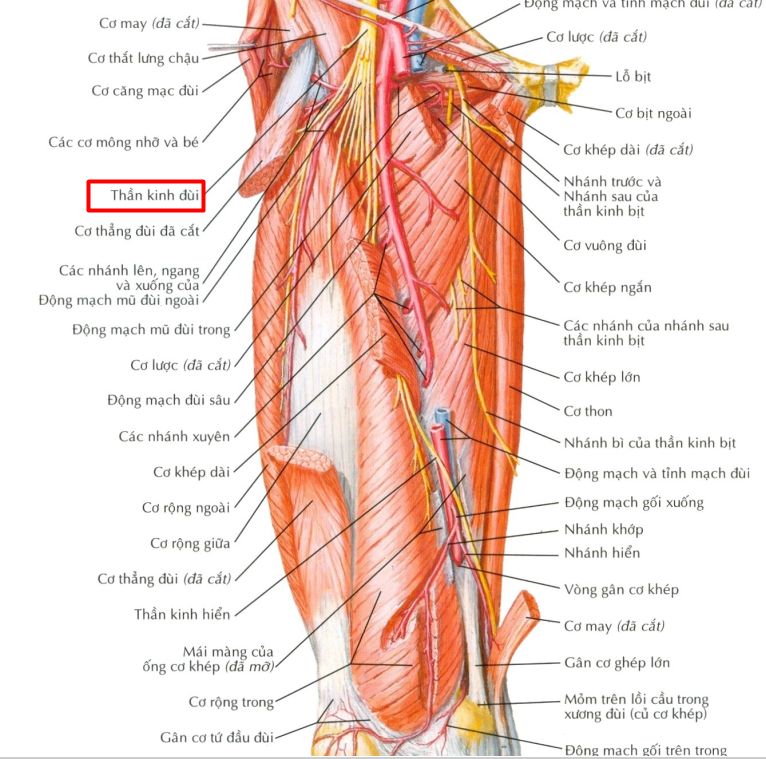 Cơ may (đã cắt)
Cơ thắt lưng chậu
Cơ căng mạc đùi
Các cơ mông nhỡ và bé
Thần kinh đùi
Cơ thẳng đùi đã cắt
Các nhánh lên, ngang
và xuống của
Động mạch mũ đùi ngoài
Động mạch mũ đùi trong
Cơ lược (đã cắt)
Động mạch đùi sâu
Các nhánh xuyên
Cơ khép dài
Cơ rộng ngoài
Cơ rộng giữa
Cơ thẳng đùi (đã cắt)
Thần kinh hiển
Mái màng của
ống cơ khép (đã mở)
Cơ rộng trong
Gân cơ tứ đầu đùi
Động mạch và tĩnh mạch đùi (đã cắt)
Cơ lược (đã cắt)
Lỗ bịt
Cơ bịt ngoài
Cơ khép dài (đã cắt)
Nhánh trước và
Nhánh sau của
thần kinh bịt
Cơ vuông đùi
Cơ khép ngắn
Các nhánh của nhánh sau
thần kinh bịt
Cơ khép lớn
Cơ thon
Nhánh bì của thần kinh bịt
Động mạch và tỉnh mạch đùi
Động mạch gối xuống
Nhánh khớp
Nhánh hiển
Vòng gân cơ khép
Cơ may (đã cắt)
Gân cơ ghép lớn
Mỏm trên lồi cầu trong
xương đùi (củ cơ khép)
Động mạch gối trên trong